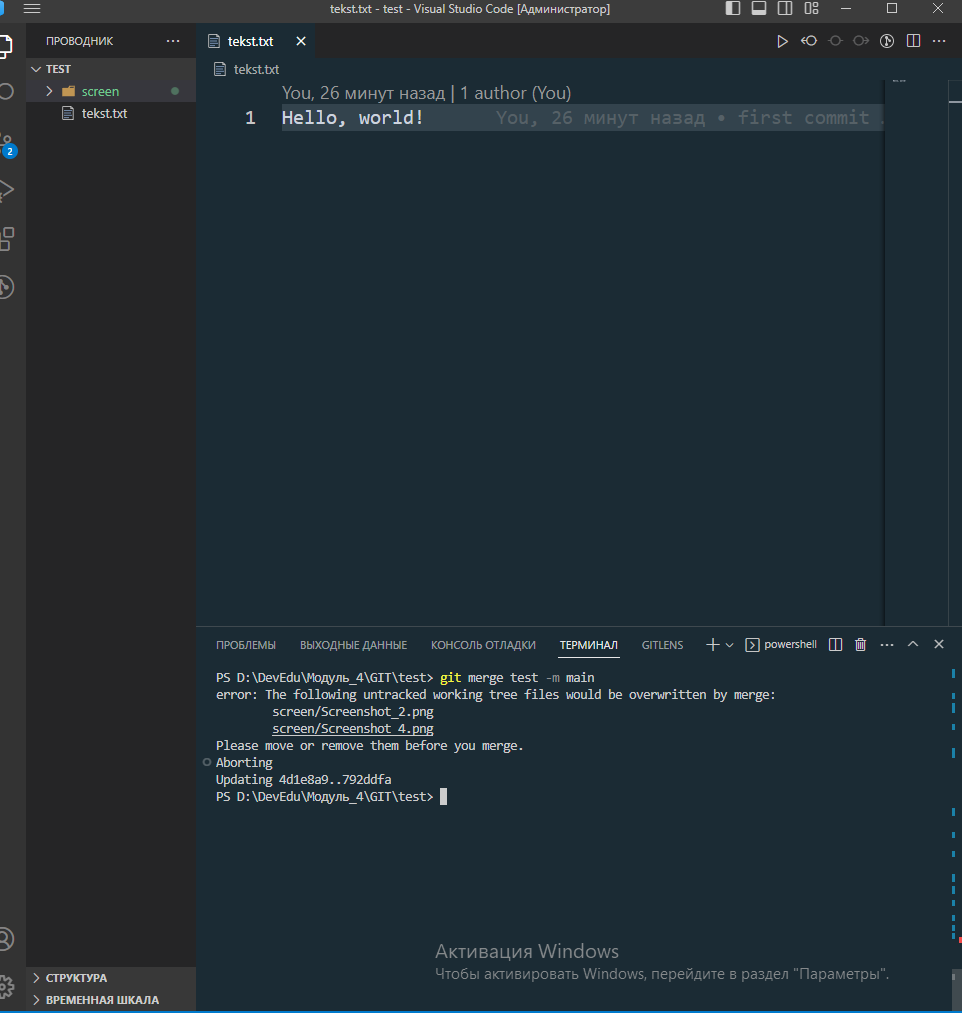 tekst.txt - test - Visual Studio Code [Администратор]
ПРОВОДНИК
TEST
screen
tekst.txt
2
tekst.txt
tekst.txt
You, 26 минут назад | 1 author (You)
1 Hello, world! You, 26 минут назад • first commit .
ПРОБЛЕМЫ ВЫХОДНЫЕ ДАННЫЕ КОНСОЛЬ ОТЛАДКИ ТЕРМИНАЛ GITLENS powershell
PS D:\DevEdu\Модуль_4\GIT\test> git merge test -m main
error: The following untracked working tree files would be overwritten by merge:
screen/Screenshot_2.png
screen/Screenshot_4.png
Please move or remove them before you merge.
Aborting
Updating 4d1e8a9..792ddfa
PS D:\DevEdu\Модуль_4\GIT\test>
Активация Windows
Чтобы активировать Windows, перейдите в раздел "Параметры".
СТРУКТУРА
ВРЕМЕННАЯ ШКАЛА